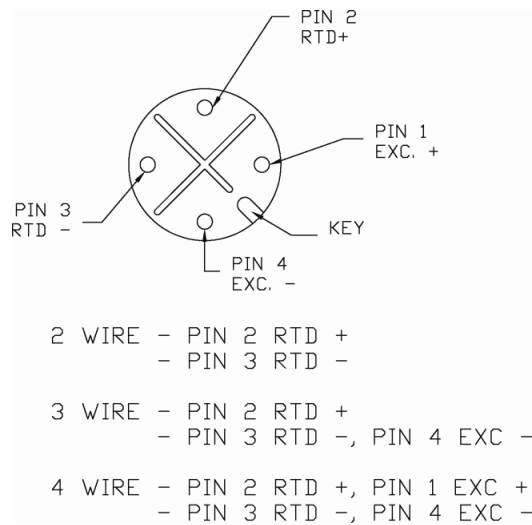 PIN 2
RTD+
PIN 1
EXC. +
PIN 3
RTD -
KEY
PIN 4
EXC. -
2 WIRE - PIN 2 RTD +
- PIN 3 RTD -
3 WIRE - PIN 2 RTD +
- PIN 3 RTD -, PIN 4 EXC -
4 WIRE - PIN 2 RTD +, PIN 1 EXC +
- PIN 3 RTD -, PIN 4 EXC -